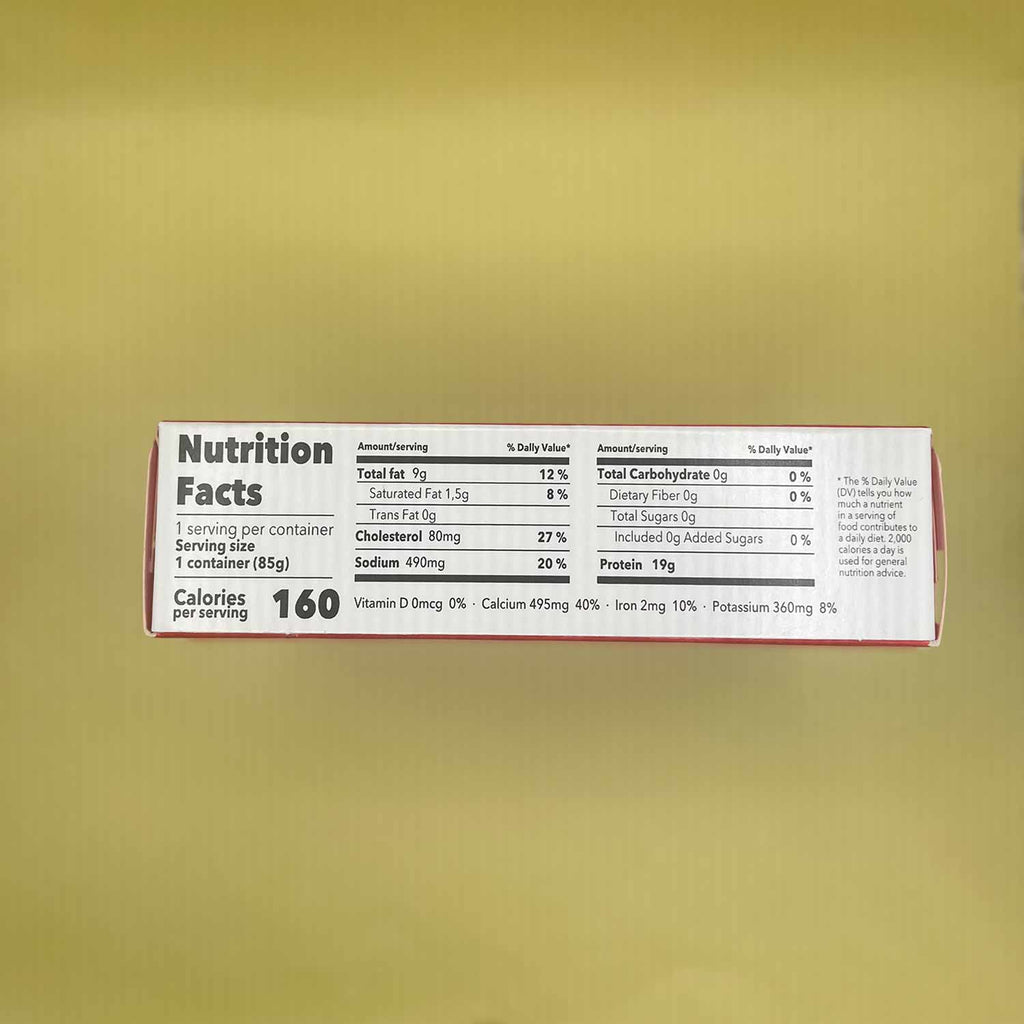 Nutrition
Facts
1 serving per container
Serving size
1 container (85g)
Calories
per serving
160
Amount/serving % Daily Value*
Total fat 9g 12 %
Saturated Fat 1,5g 8 %
Trans Fat 0g
Cholesterol 80mg 27 %
Sodium 490mg 20 %
Amount/serving % Daily Value*
Total Carbohydrate 0g 0 %
Dietary Fiber 0g 0 %
Total Sugars 0g
Included 0g Added Sugars 0 %
Protein 19g
Vitamin D 0mcg 0% · Calcium 495mg 40% · Iron 2mg 10% · Potassium 360mg 8%
* The % Daily Value
(DV) tells you how
much a nutrient
in a serving of
food contributes to
a daily diet. 2,000
calories a day is
used for general
nutrition advice.